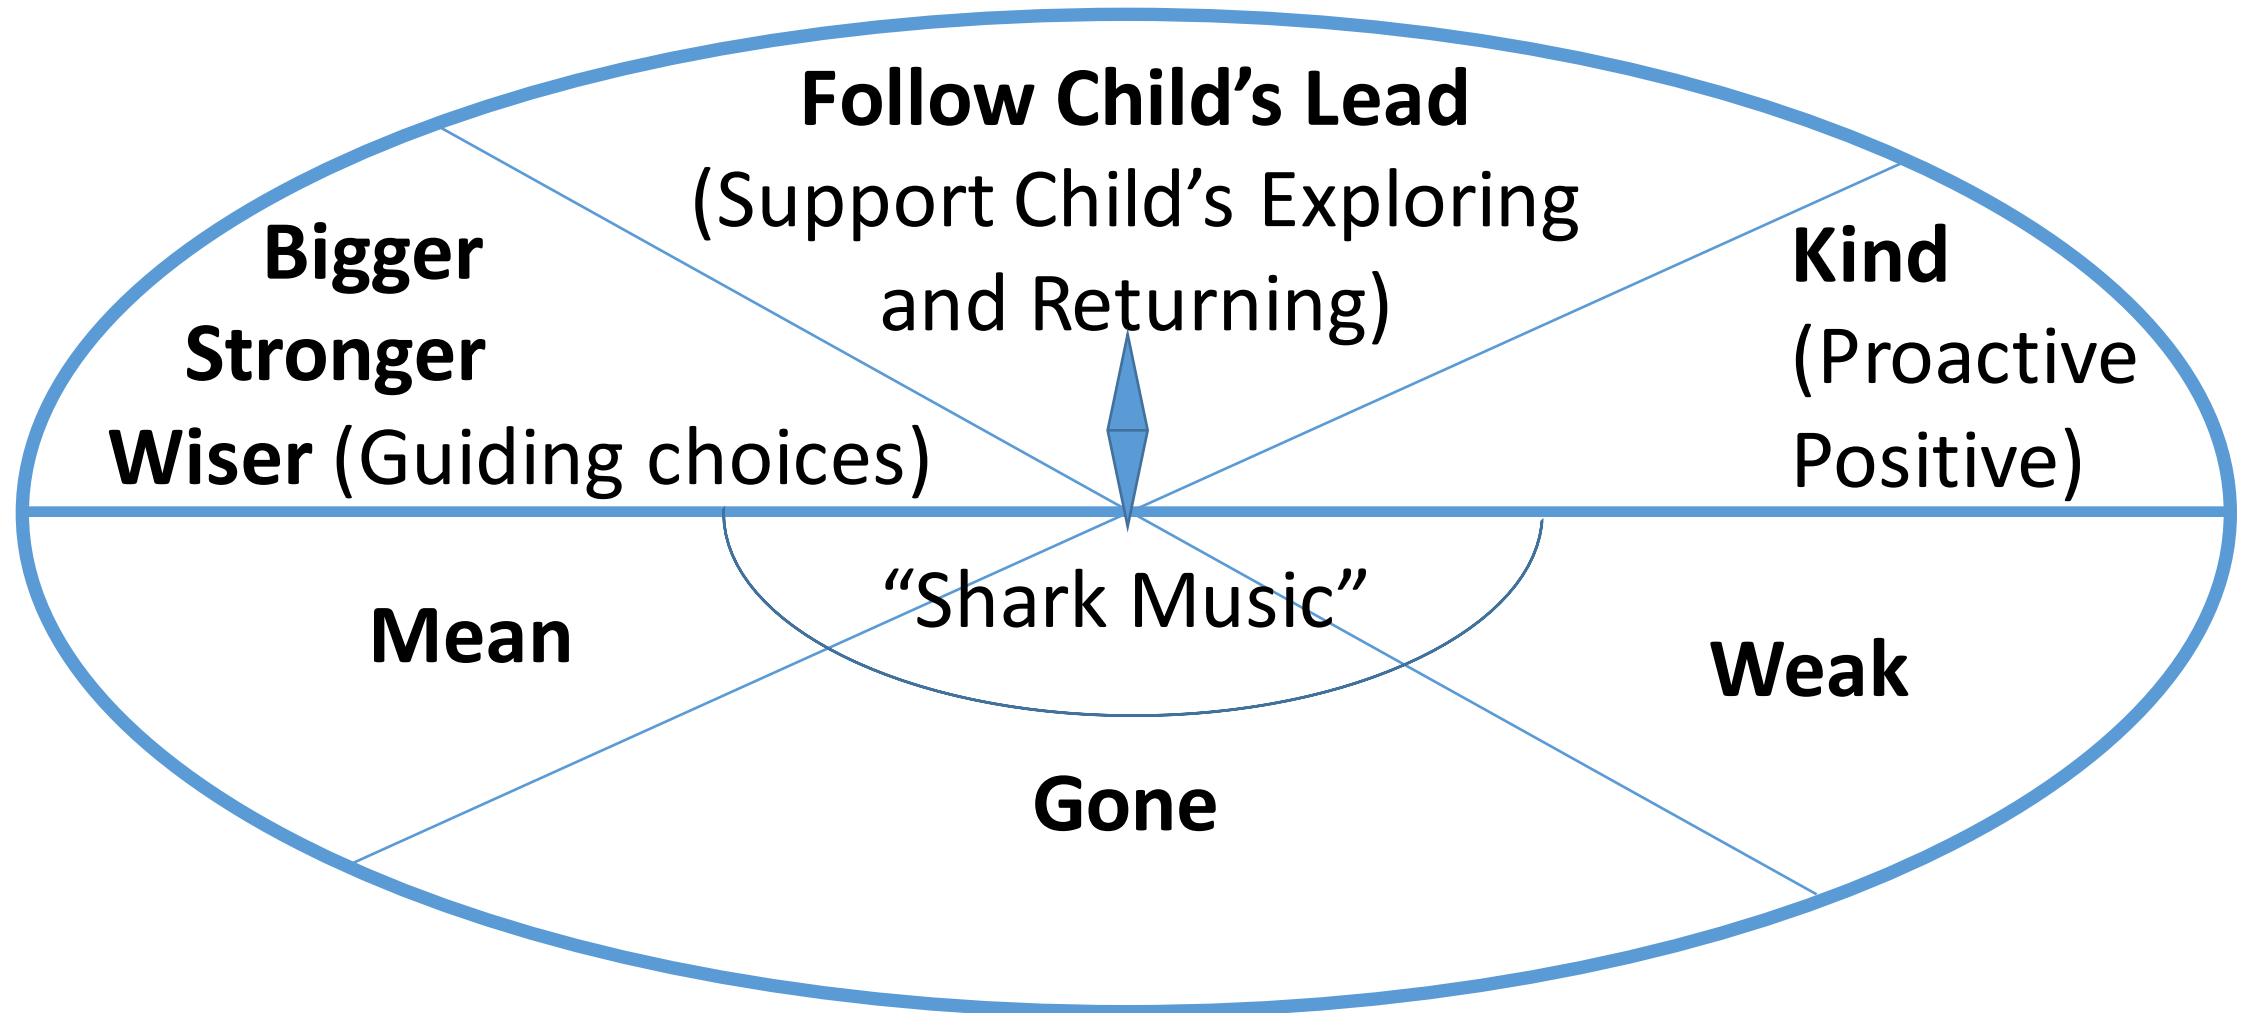 Follow Child’s Lead
(Support Child’s Exploring
and Returning)
Bigger
Stronger
Wiser (Guiding choices)
Kind
(Proactive
Positive)
“Shark Music”
Mean
Weak
Gone